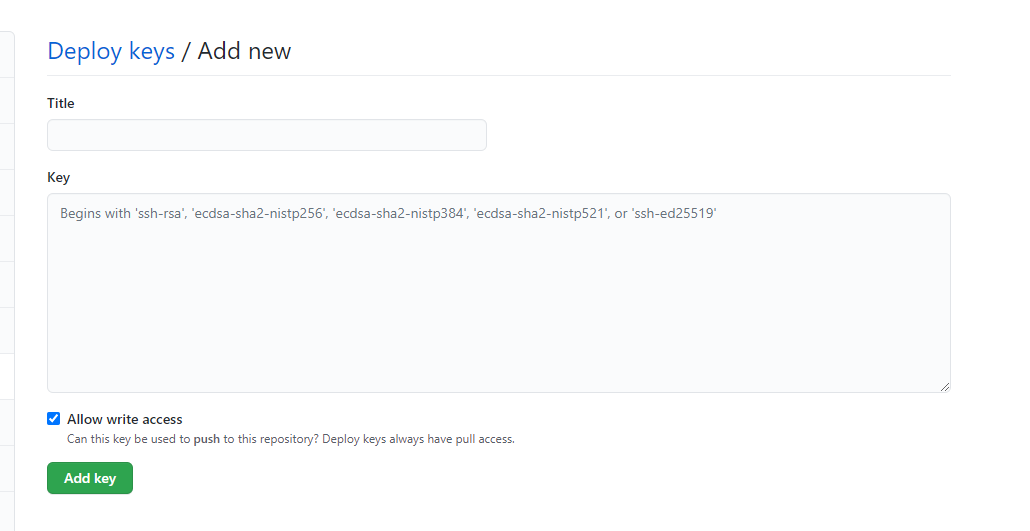 Deploy keys / Add new
Title
Key
Begins with 'ssh-rsa', 'ecdsa-sha2-nistp256', 'ecdsa-sha2-nistp384', 'ecdsa-sha2-nistp521', or 'ssh-ed25519'
Allow write access
Can this key be used to push to this repository? Deploy keys always have pull access.
Add key